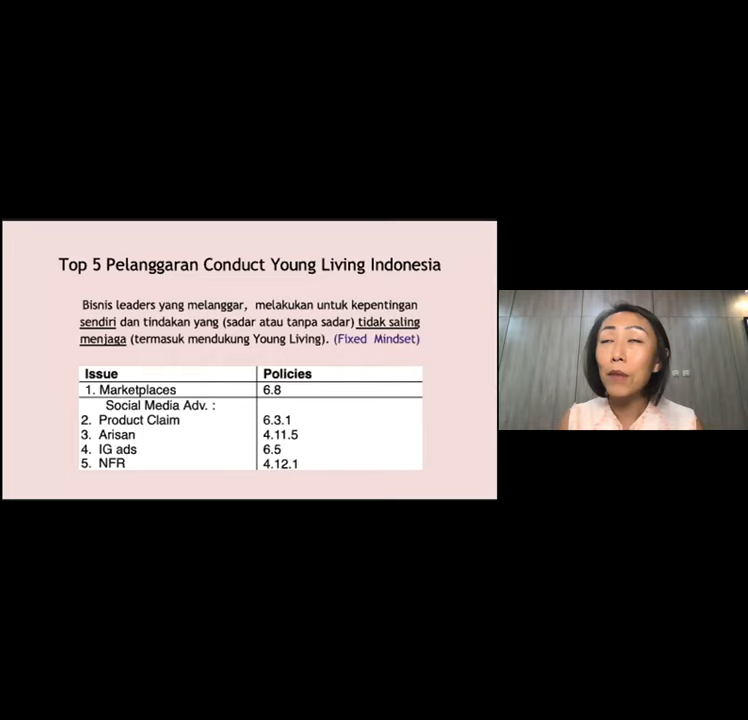 Top 5 Pelanggaran Conduct Young Living Indonesia
Bisnis leaders yang melanggar, melakukan untuk kepentingan
sendiri dan tindakan yang (sadar atau tanpa sadar) tidak saling
menjaga (termasuk mendukung Young Living). (Fixed Mindset)
Issue Policies
1. Marketplaces 6.8
Social Media Adv. :
2. Product Claim 6.3.1
3. Arisan 4.11.5
4. IG ads 6.5
5. NFR 4.12.1